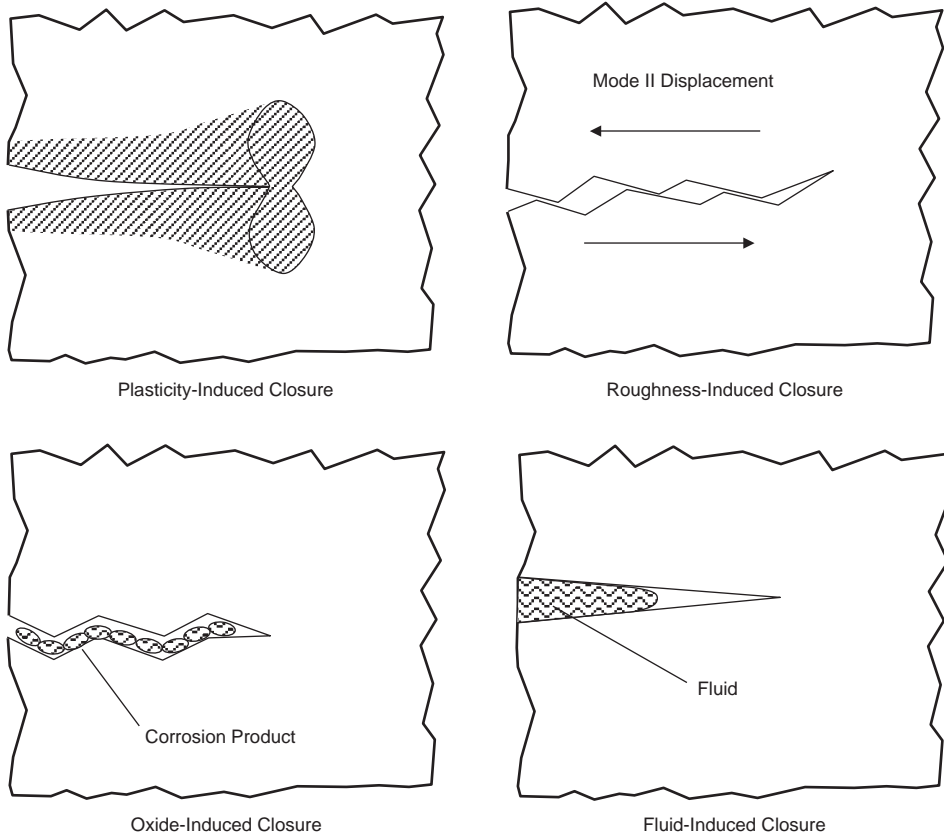 Mode II Displacement
Plasticity-Induced Closure
Roughness-Induced Closure
Corrosion Product
Fluid
Oxide-Induced Closure
Fluid-Induced Closure